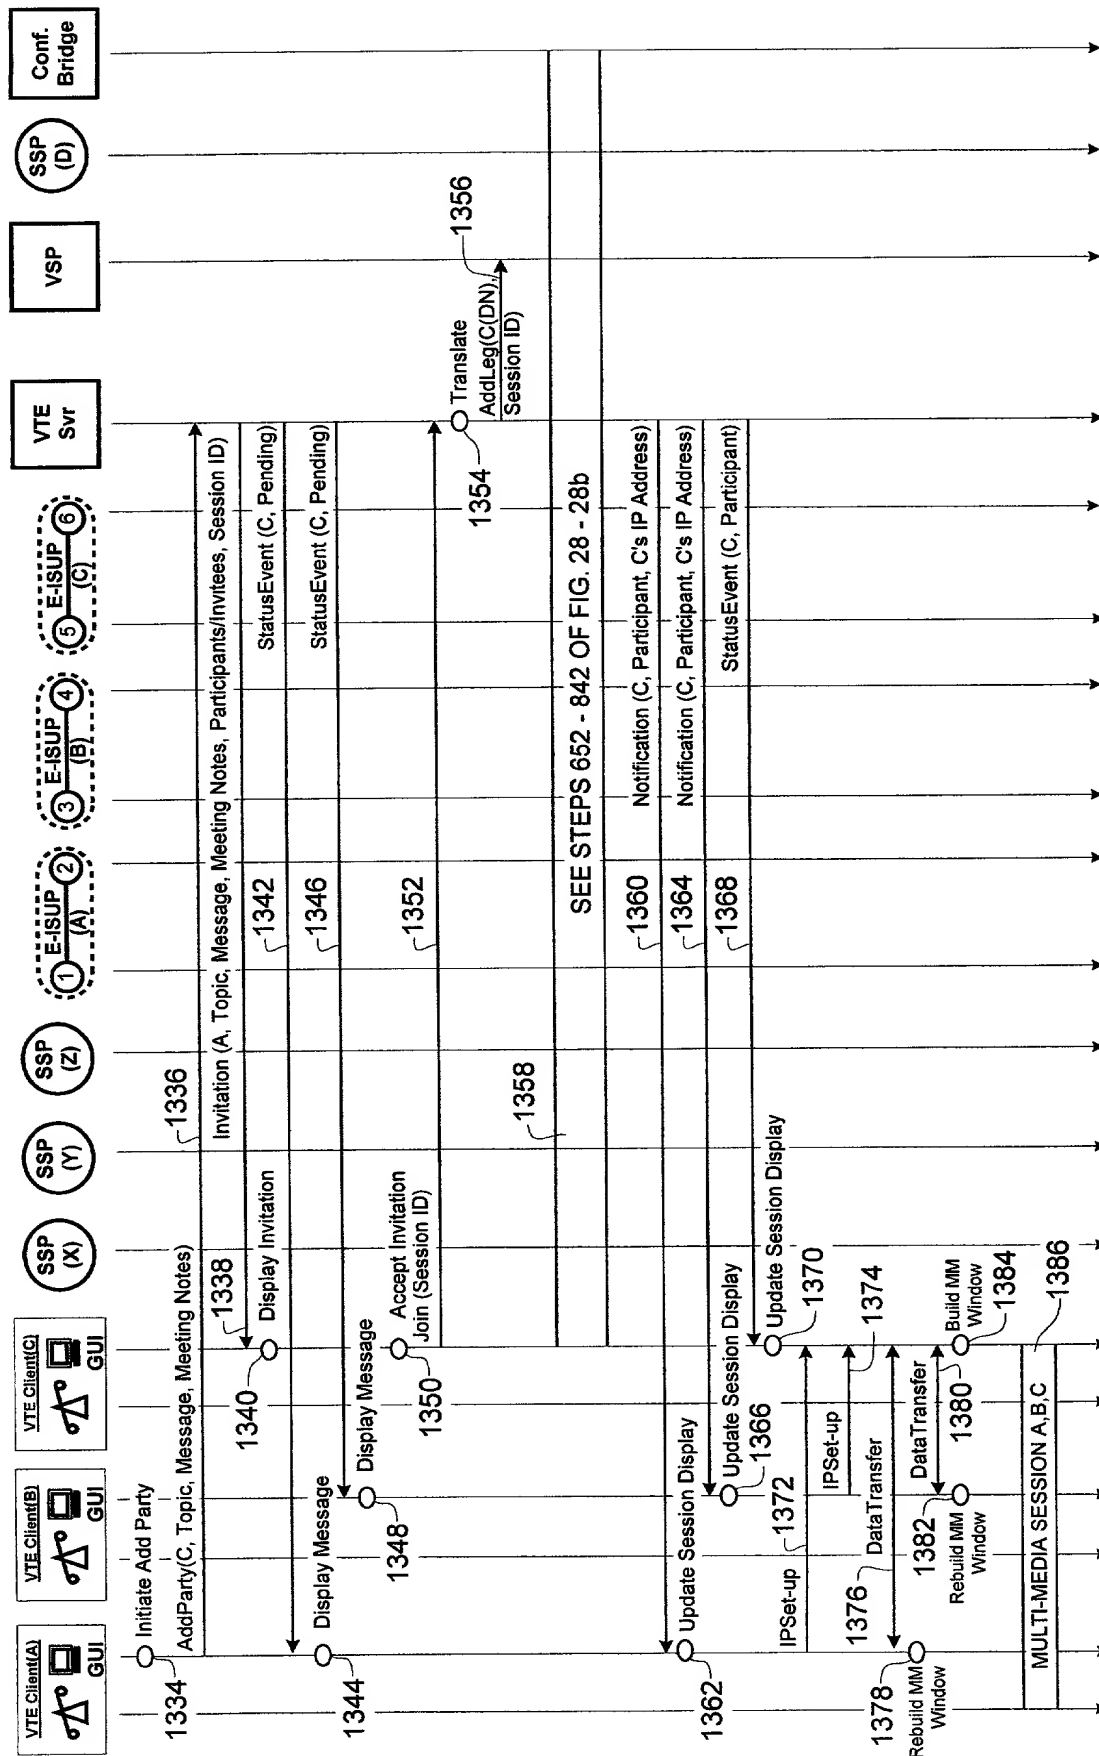 VTE Client(A)
GUI
VTE Client(B)
GUI
VTE Client(C)
GUI
SSP
(X)
SSP
(Y)
SSP
(Z)
1
E-ISUP
2
(A)
3
E-ISUP
4
(B)
5
E-ISUP
6
(C)
VTE
Svr
VSP
SSP
(D)
Conf.
Bridge
1334
Initiate Add Party
AddParty(C, Topic, Message, Meeting Notes)
1336
Invitation (A, Topic, Message, Meeting Notes, Participants/Invitees, Session ID)
1338
1340
Display Invitation
1342
StatusEvent (C, Pending)
1344
Display Message
1346
StatusEvent (C, Pending)
1348
Display Message
1350
Accept Invitation
Join (Session ID)
1352
1354
Translate
AddLeg(C(DN),
Session ID)
1356
1358
SEE STEPS 652 - 842 OF FIG. 28 - 28b
1360
Notification (C, Participant, C's IP Address)
1362
Update Session Display
1364
Notification (C, Participant, C's IP Address)
1366
Update Session Display
1368
StatusEvent (C, Participant)
1370
Update Session Display
IPSet-up
1372
IPSet-up
1374
1376
DataTransfer
1378
Rebuild MM
Window
DataTransfer
1380
1382
Rebuild MM
Window
Build MM
Window
1384
MULTI-MEDIA SESSION A,B,C
1386